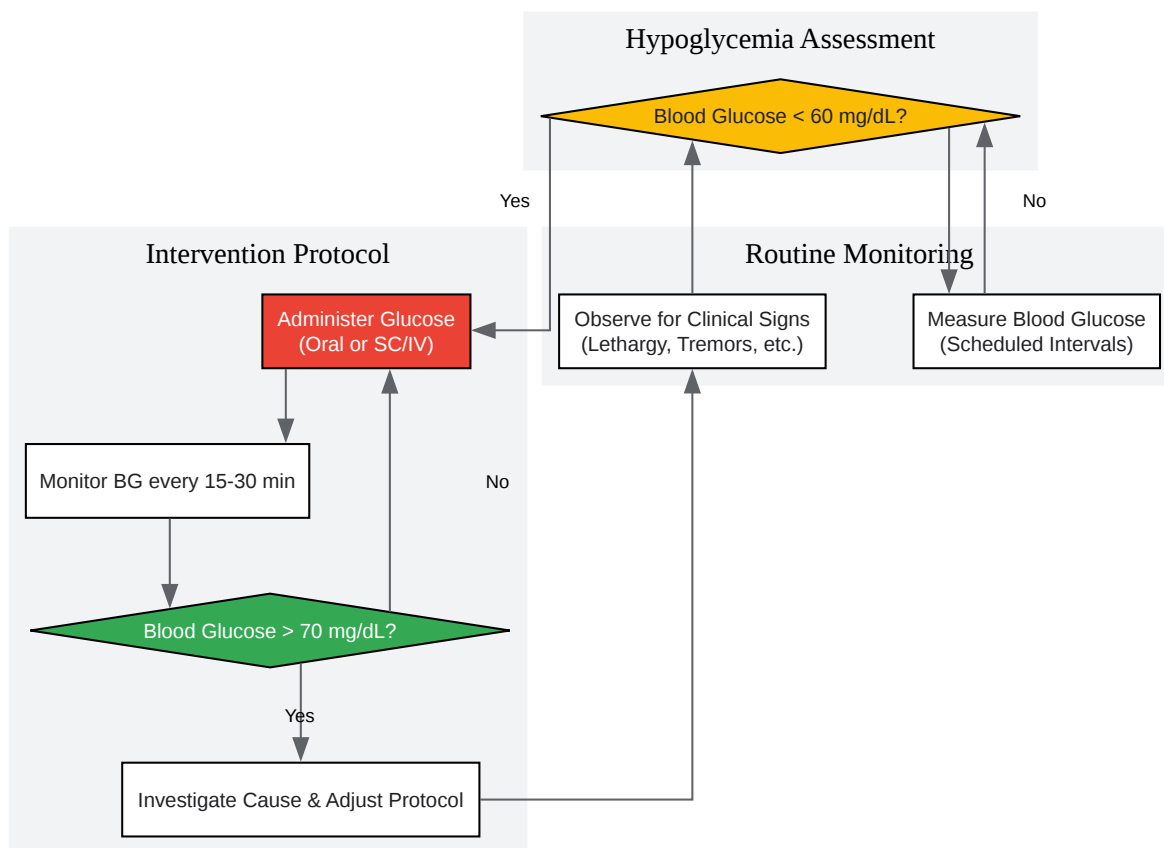 Hypoglycemia Assessment
Blood Glucose < 60 mg/dL?
Yes
No
Intervention Protocol
Routine Monitoring
Administer Glucose
(Oral or SC/IV)
Observe for Clinical Signs
(Lethargy, Tremors, etc.)
Measure Blood Glucose
(Scheduled Intervals)
Monitor BG every 15-30 min
No
Blood Glucose > 70 mg/dL?
Yes
Investigate Cause & Adjust Protocol